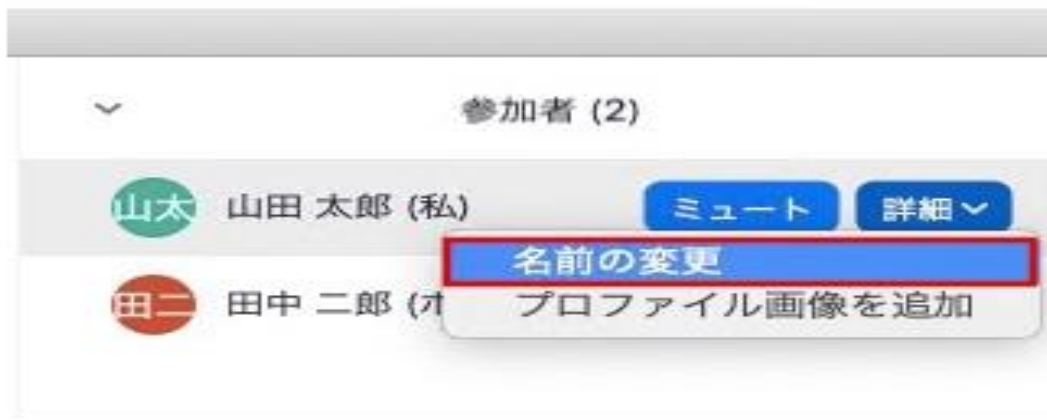 参加者 (2)
山太 山田 太郎 (私) ミュート 詳細
名前の変更
田二 田中 二郎 (ホ
プロファイル画像を追加